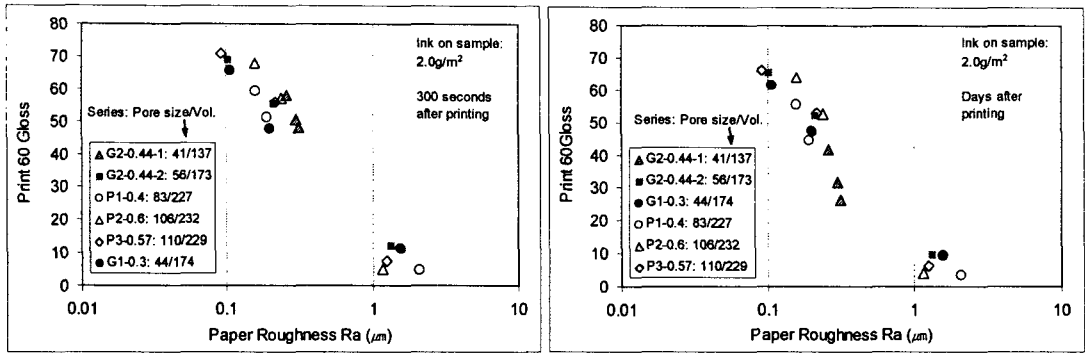 80
70
60
50
40
30
20
10
0
Print 60 Gloss
Ink on sample:
2.0g/m²
300 seconds
after printing
Series: Pore size/Vol.
G2-0.44-1: 41/137
G2-0.44-2: 56/173
P1-0.4: 83/227
P2-0.6: 106/232
P3-0.57: 110/229
G1-0.3: 44/174
0.01 0.1 1 10
Paper Roughness Ra (μm)
80
70
60
50
40
30
20
10
0
Print 60Gloss
Ink on sample:
2.0g/m²
Days after
printing
Series: Pore size/Vol.
G2-0.44-1: 41/137
G2-0.44-2: 56/173
G1-0.3: 44/174
P1-0.4: 83/227
P2-0.6: 106/232
P3-0.57: 110/229
0.01 0.1 1 10
Paper Roughness Ra (μm)